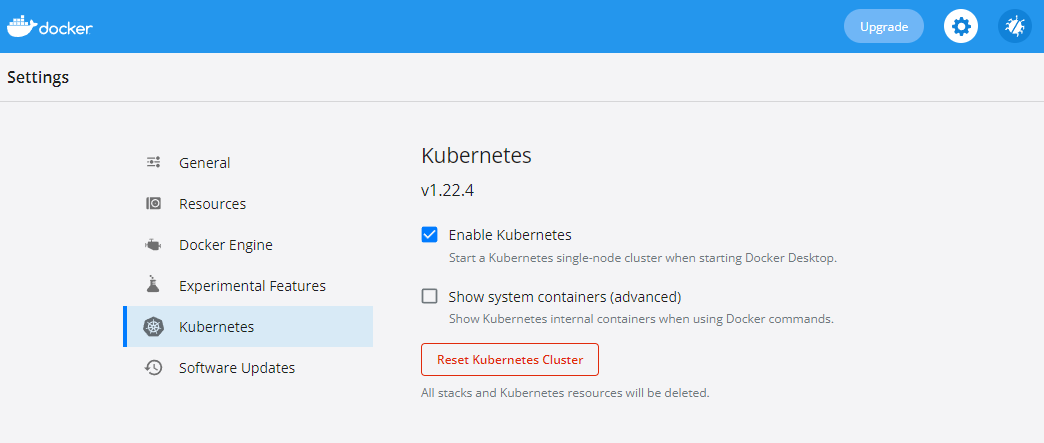 docker
Upgrade
Settings
General
Resources
Docker Engine
Experimental Features
Kubernetes
Software Updates
Kubernetes
v1.22.4
Enable Kubernetes
Start a Kubernetes single-node cluster when starting Docker Desktop.
Show system containers (advanced)
Show Kubernetes internal containers when using Docker commands.
Reset Kubernetes Cluster
All stacks and Kubernetes resources will be deleted.